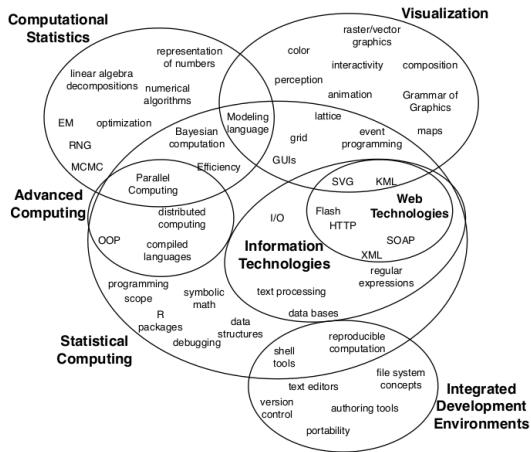 Computational
Statistics
Visualization
raster/vector
graphics
representation
of numbers
color
interactivity
composition
linear algebra
decompositions
perception
numerical
algorithms
animation
Grammar of
Graphics
EM
optimization
Modeling
language
lattice
Bayesian
computation
event
programming
maps
grid
RNG
GUIs
MCMC
Efficiency
Parallel
Computing
SVG
KML
Advanced
Computing
Web
Technologies
distributed
computing
I/O
Flash
HTTP
OOP
compiled
languages
Information
Technologies
SOAP
XML
regular
expressions
programming
scope
symbolic
math
text processing
R
packages
data
structures
data bases
Statistical
Computing
debugging
reproducible
computation
shell
tools
file system
concepts
text editors
Integrated
Development
Environments
version
control
authoring tools
portability